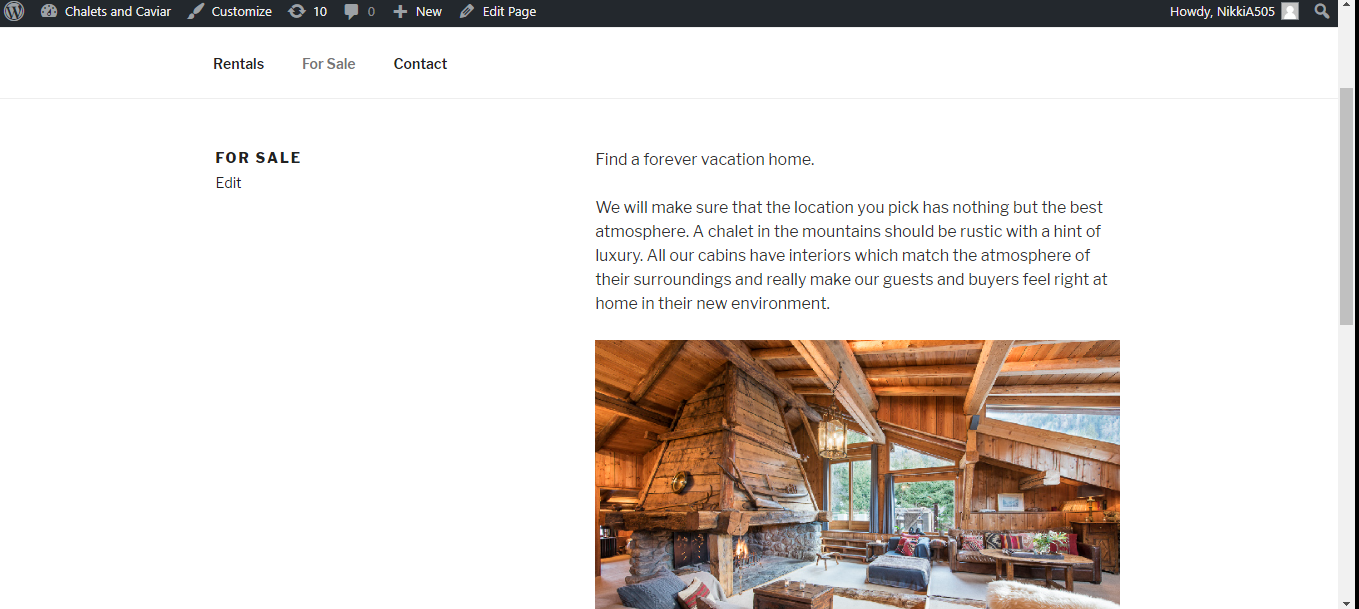 Chalets and Caviar Customize 10 0 New Edit Page Howdy, NikkiA505
Rentals For Sale Contact
FOR SALE
Edit
Find a forever vacation home.
We will make sure that the location you pick has nothing but the best
atmosphere. A chalet in the mountains should be rustic with a hint of
luxury. All our cabins have interiors which match the atmosphere of
their surroundings and really make our guests and buyers feel right at
home in their new environment.